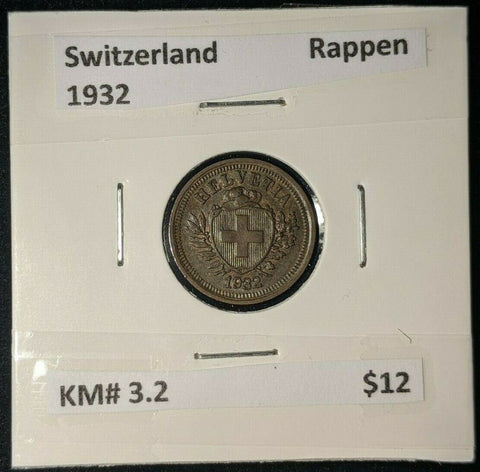 Switzerland Rappen
1932
HELVETIA
1932
KM# 3.2 $12